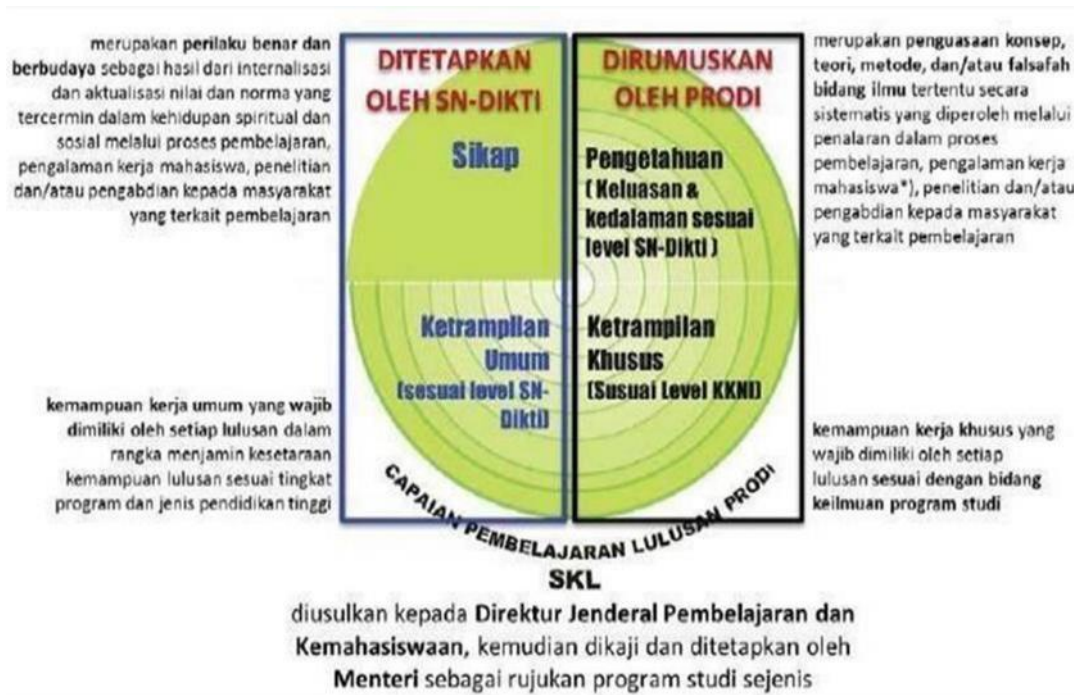 merupakan perilaku benar dan
berbudaya sebagai hasil dari internalisasi
dan aktualisasi nilai dan norma yang
tercermin dalam kehidupan spiritual dan
sosial melalui proses pembelajaran,
pengalaman kerja mahasiswa, penelitian
dan/atau pengabdian kepada masyarakat
yang terkait pembelajaran
DITETAPKAN
OLEH SN-DIKTI
Sikap
DIRUMUSKAN
OLEH PRODI
Pengetahuan
( Keluasan &
kedalaman sesuai
level SN-Dikti )
merupakan penguasaan konsep,
teori, metode, dan/atau falsafah
bidang ilmu tertentu secara
sistematis yang diperoleh melalui
penalaran dalam proses
pembelajaran, pengalaman kerja
mahasiswa*), penelitian dan/atau
pengabdian kepada masyarakat
yang terkait pembelajaran
kemampuan kerja umum yang wajib
dimiliki oleh setiap lulusan dalam
rangka menjamin kesetaraan
kemampuan lulusan sesuai tingkat
program dan jenis pendidikan tinggi
Ketrampilan
Umum
(sesuai level SN-
Dikti)
Ketrampilan
Khusus
(Susuai Level KKNI)
kemampuan kerja khusus yang
wajib dimiliki oleh setiap
lulusan sesuai dengan bidang
keilmuan program studi
CAPAIAN PEMBELAJARAN LULUSAN PRODI
SKL
diusulkan kepada Direktur Jenderal Pembelajaran dan
Kemahasiswaan, kemudian dikaji dan ditetapkan oleh
Menteri sebagai rujukan program studi sejenis